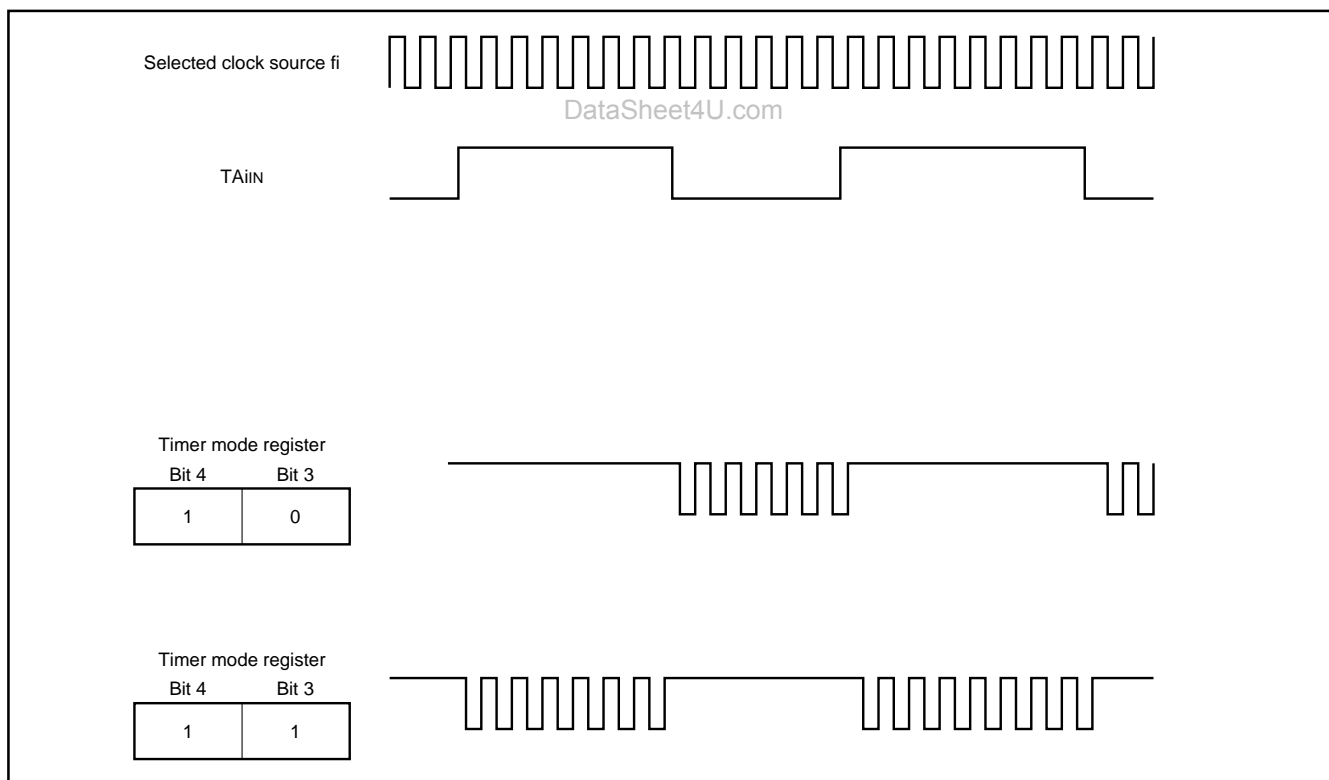 Selected clock source fi
DataSheet4U.com
TAiIN
Timer mode register
Bit 4 Bit 3
1 0
Timer mode register
Bit 4 Bit 3
1 1